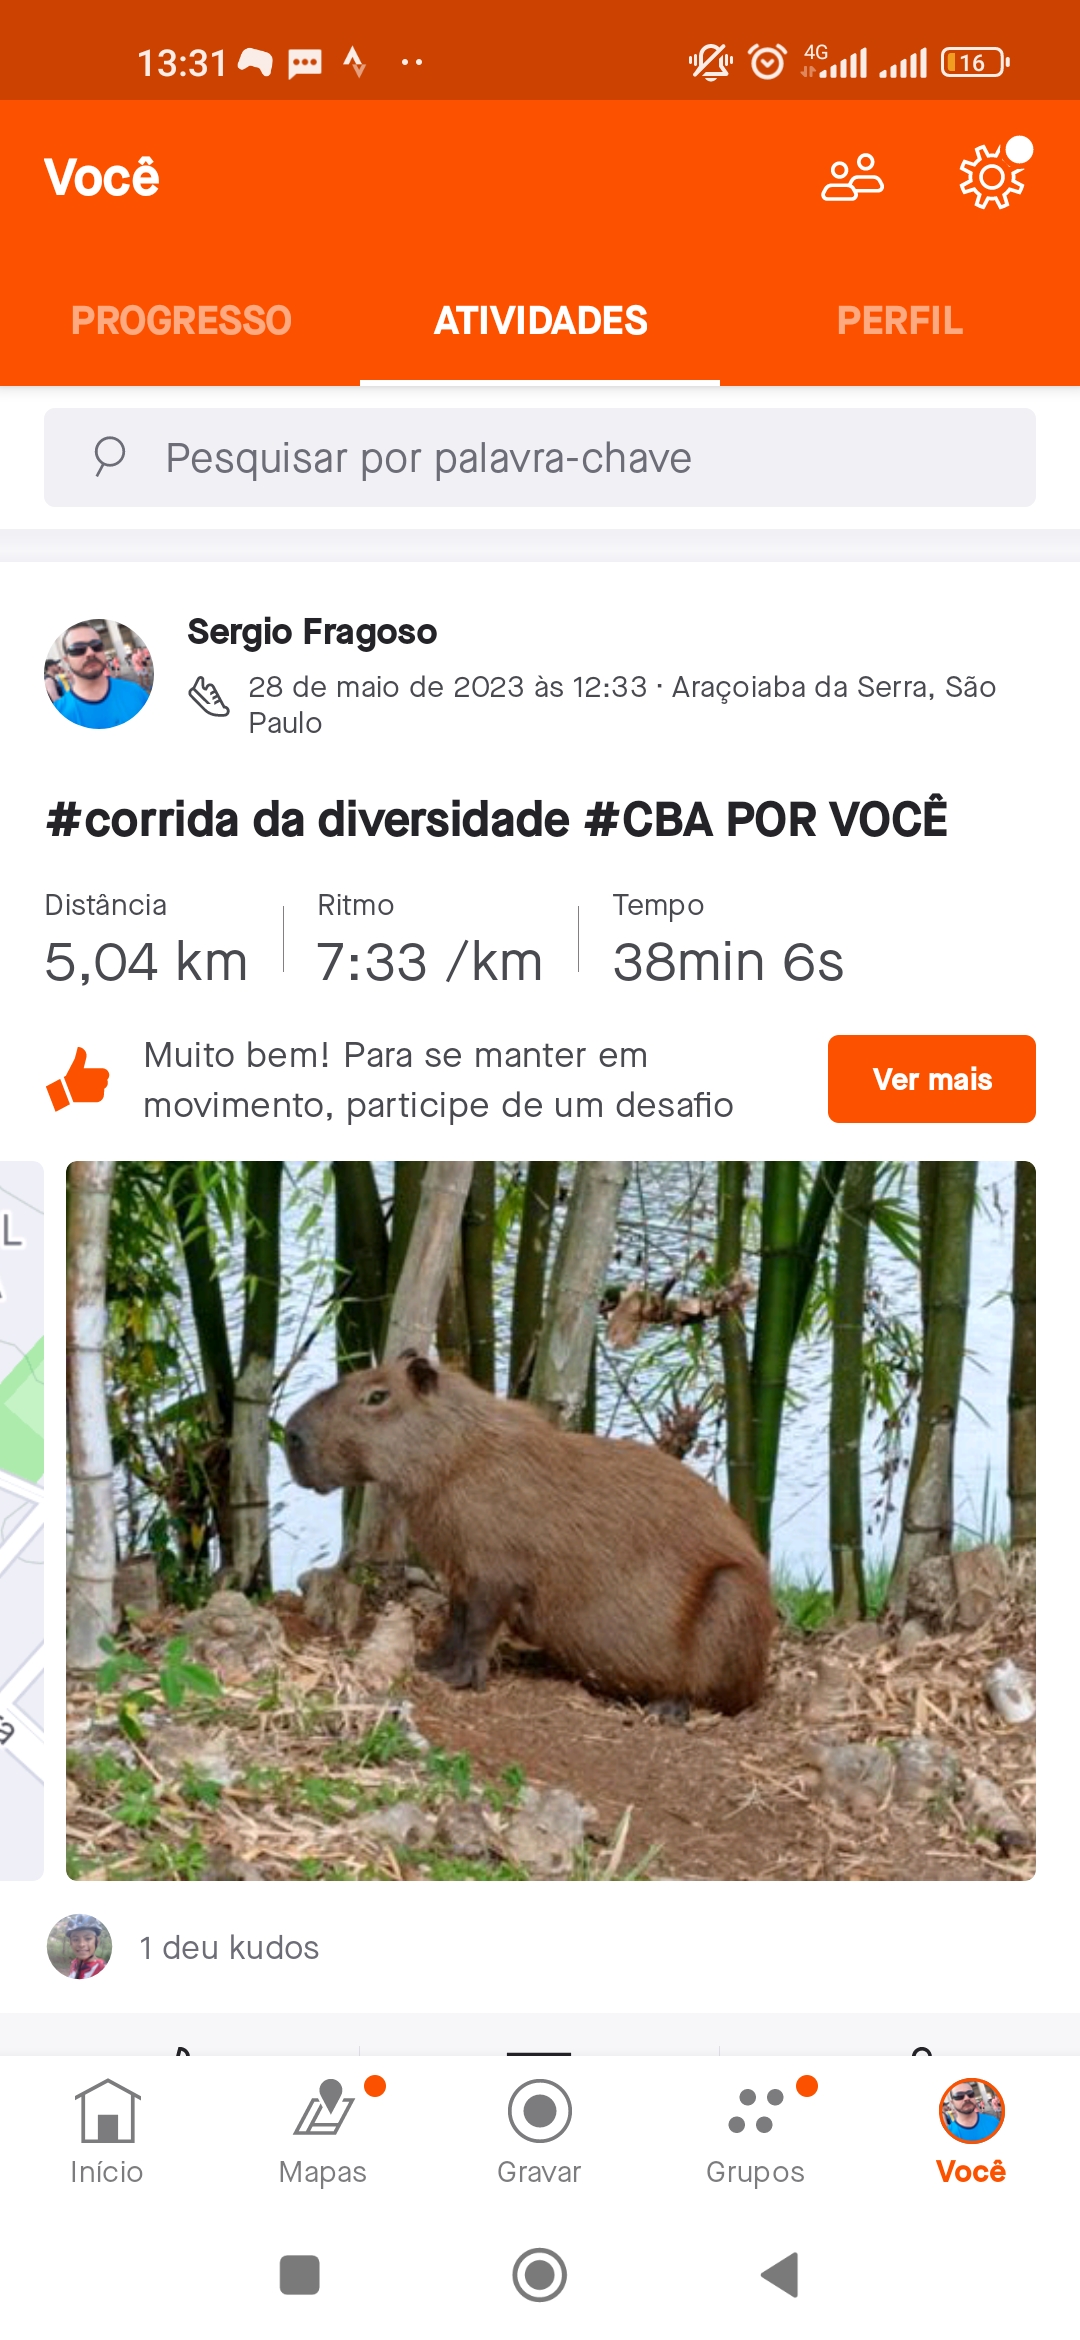 13:31
4G
16
Você
PROGRESSO
ATIVIDADES
PERFIL
Pesquisar por palavra-chave
Sergio Fragoso
28 de maio de 2023 às 12:33 · Araçoiaba da Serra, São
Paulo
#corrida da diversidade #CBA POR VOCÊ
Distância
Ritmo
Tempo
5,04 km
7:33 /km
38min 6s
Muito bem! Para se manter em
movimento, participe de um desafio
Ver mais
L
1 deu kudos
Início
Mapas
Gravar
Grupos
Você